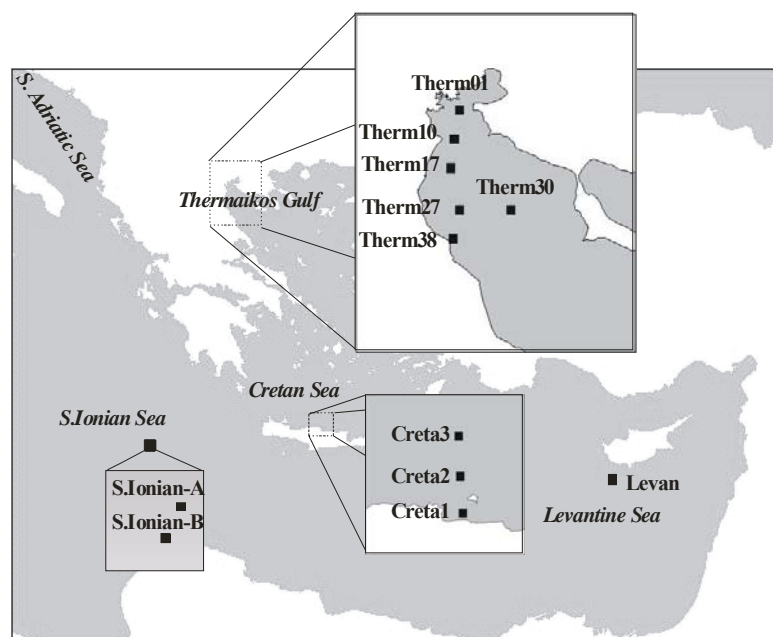 Therm01
S. Adriatic Sea
Therm10
Therm17
Thermaikos Gulf
Therm30
Therm27
Therm38
Cretan Sea
S.Ionian Sea
Creta3
Creta2
Levan
S.Ionian-A
Creta1
Levantine Sea
S.Ionian-B